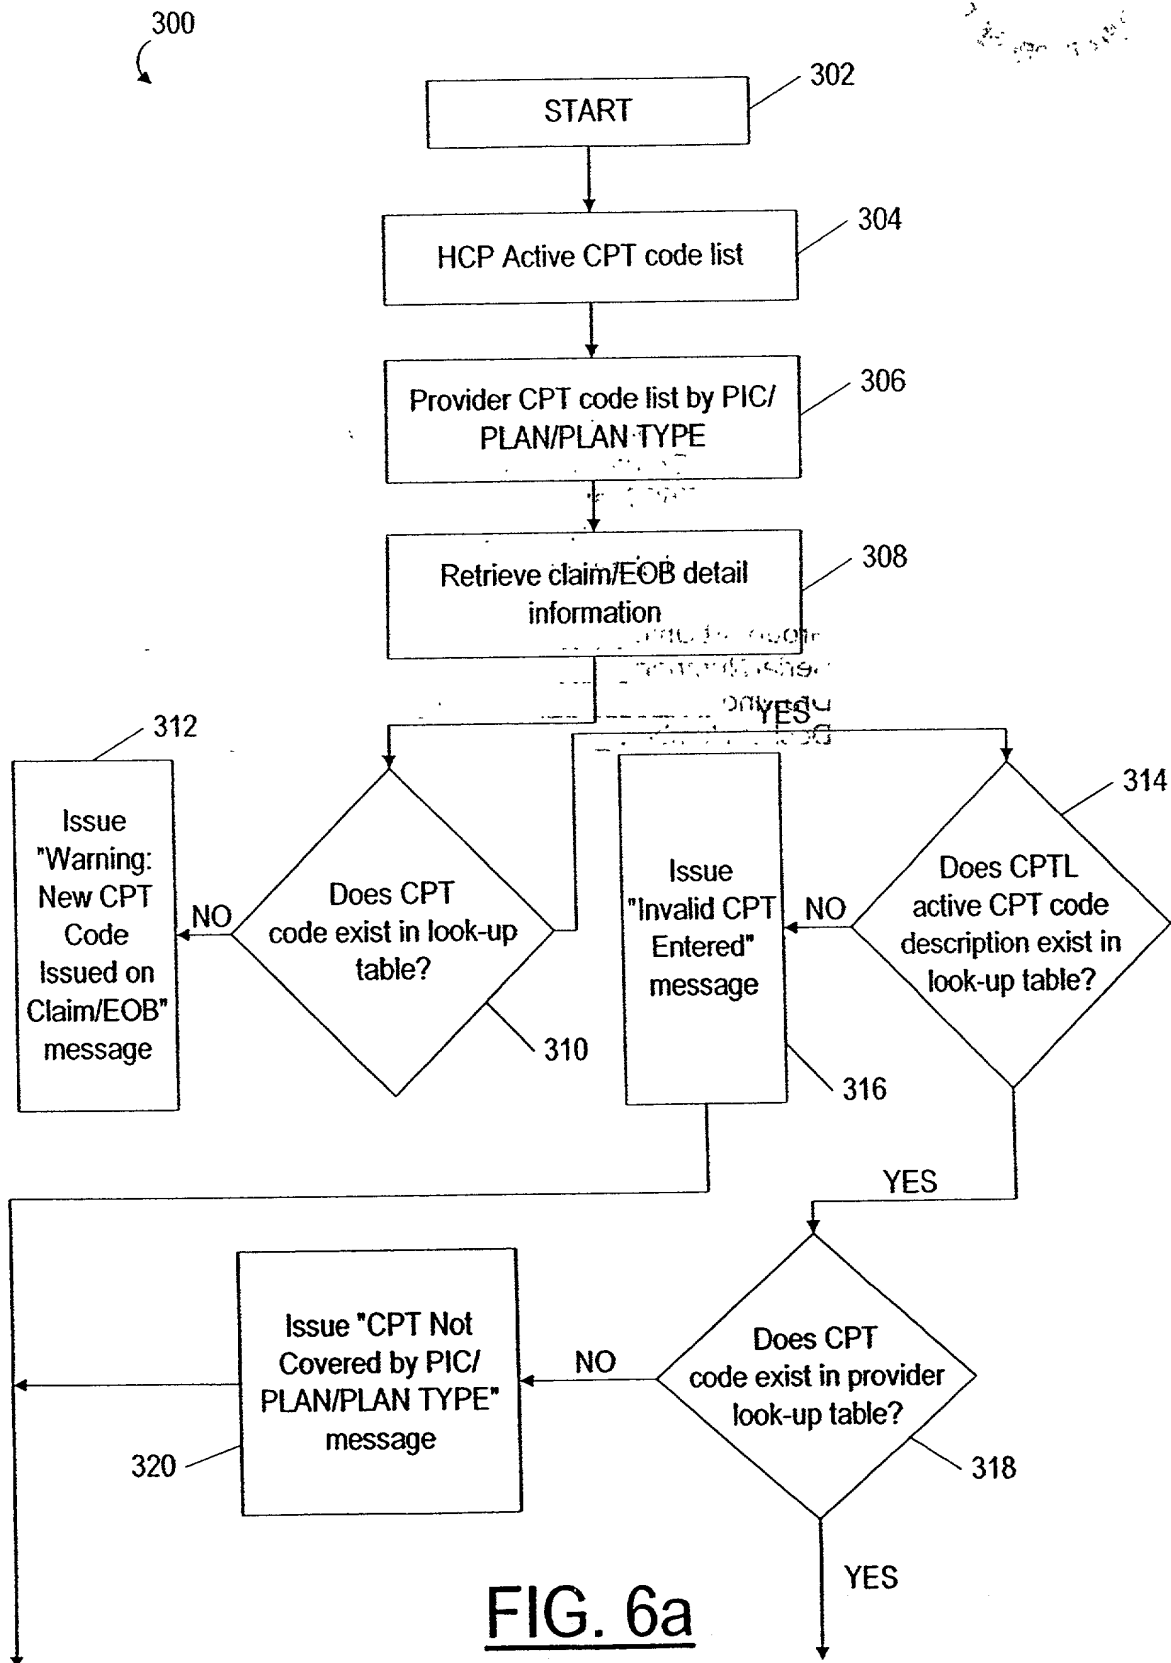 300
302
START
304
HCP Active CPT code list
306
Provider CPT code list by PIC/
PLAN/PLAN TYPE
308
Retrieve claim/EOB detail
information
YES
312
314
Issue
"Warning:
New CPT
Code
Issued on
Claim/EOB"
message
NO
Does CPT
code exist in look-up
table?
310
Issue
"Invalid CPT
Entered"
message
316
NO
Does CPTL
active CPT code
description exist in
look-up table?
YES
Issue "CPT Not
Covered by PIC/
PLAN/PLAN TYPE"
message
320
NO
Does CPT
code exist in provider
look-up table?
318
YES
FIG. 6a